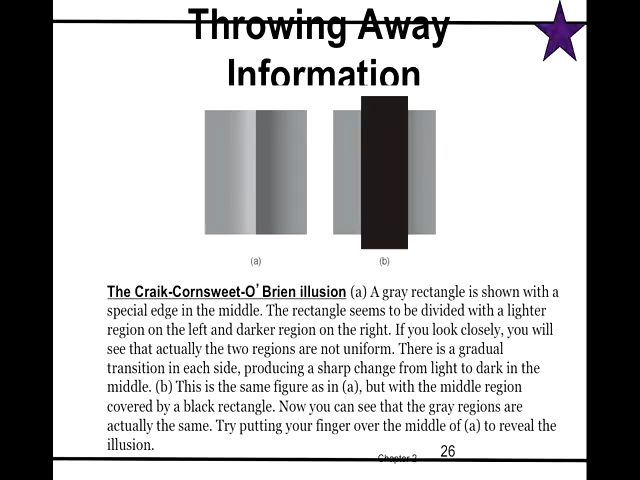 Throwing Away
Information
(a)
(b)
The Craik-Cornsweet-O’Brien illusion (a) A gray rectangle is shown with a
special edge in the middle. The rectangle seems to be divided with a lighter
region on the left and darker region on the right. If you look closely, you will
see that actually the two regions are not uniform. There is a gradual
transition in each side, producing a sharp change from light to dark in the
middle. (b) This is the same figure as in (a), but with the middle region
covered by a black rectangle. Now you can see that the gray regions are
actually the same. Try putting your finger over the middle of (a) to reveal the
illusion.
Chapter 2
26